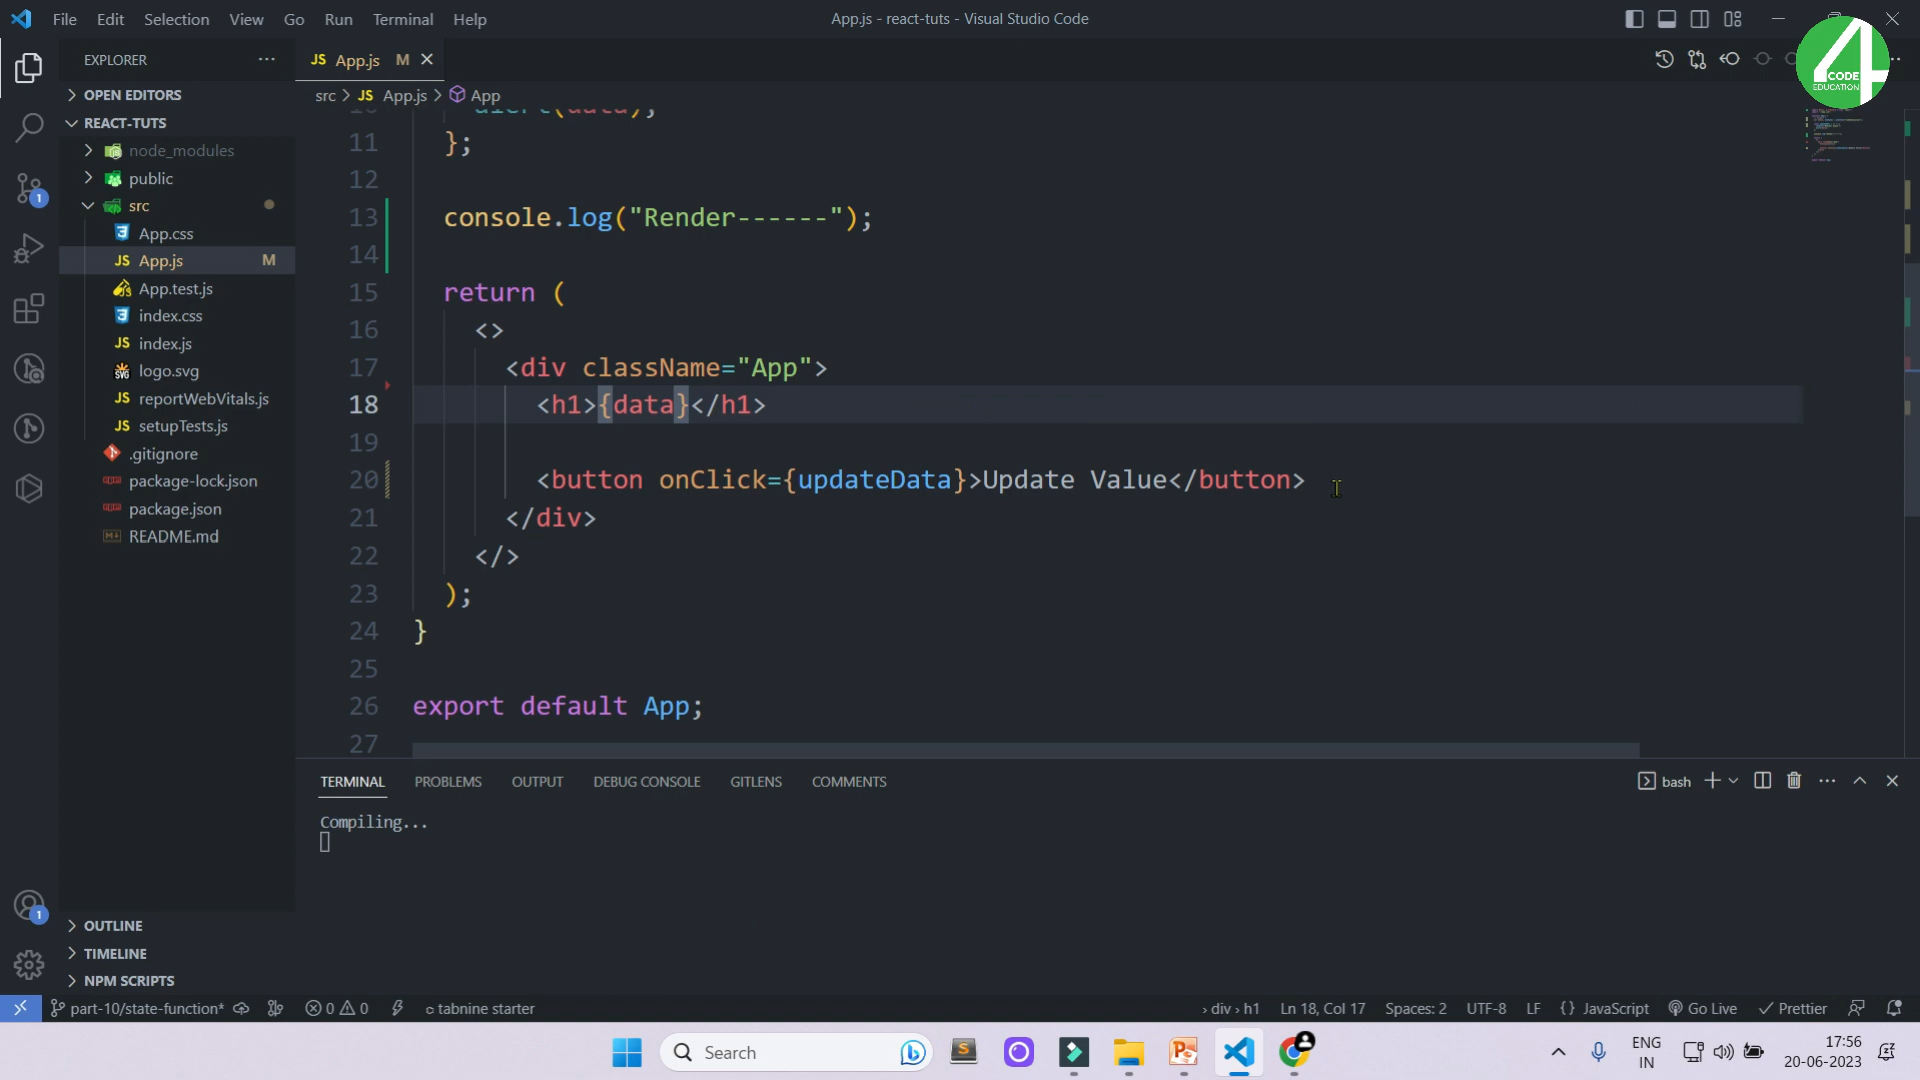 File Edit Selection View Go Run Terminal Help
App.js - react-tuts - Visual Studio Code
4 CODE EDUCATION
EXPLORER
JS App.js M
OPEN EDITORS
REACT-TUTS
node_modules
public
src
App.css
JS App.js M
App.test.js
index.css
JS index.js
logo.svg
JS reportWebVitals.js
JS setupTests.js
.gitignore
package-lock.json
package.json
README.md
OUTLINE
TIMELINE
NPM SCRIPTS
src > JS App.js > App
11 };
12
13 console.log("Render------");
14
15 return (
16 <>
17 <div className="App">
18 <h1>{data}</h1>
19
20 <button onClick={updateData}>Update Value</button>
21 </div>
22 </>
23 );
24 }
25
26 export default App;
27
TERMINAL PROBLEMS OUTPUT DEBUG CONSOLE GITLENS COMMENTS
bash
Compiling...
part-10/state-function* 0 0 tabnine starter
› div › h1 Ln 18, Col 17 Spaces: 2 UTF-8 LF {} JavaScript Go Live Prettier
Search
ENG
IN
17:56
20-06-2023